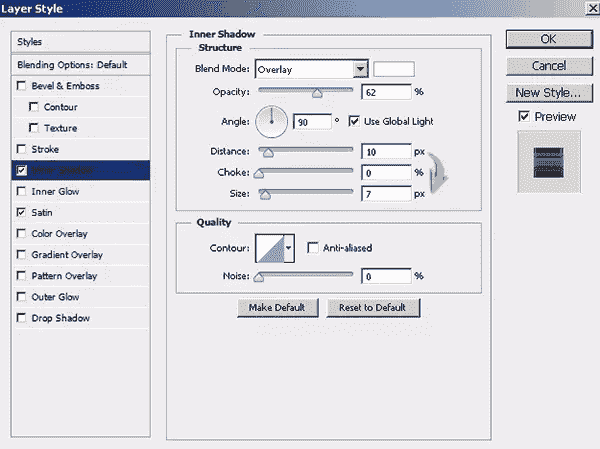 Layer Style
Styles
Blending Options: Default
Bevel & Emboss
Contour
Texture
Stroke
Inner Glow
Satin
Color Overlay
Gradient Overlay
Pattern Overlay
Outer Glow
Drop Shadow
Inner Shadow
Structure
Blend Mode: Overlay
Opacity: 62 %
Angle: 90 ° Use Global Light
Distance: 10 px
Choke: 0 %
Size: 7 px
Quality
Contour: Anti-aliased
Noise: 0 %
Make Default Reset to Default
OK
Cancel
New Style...
Preview